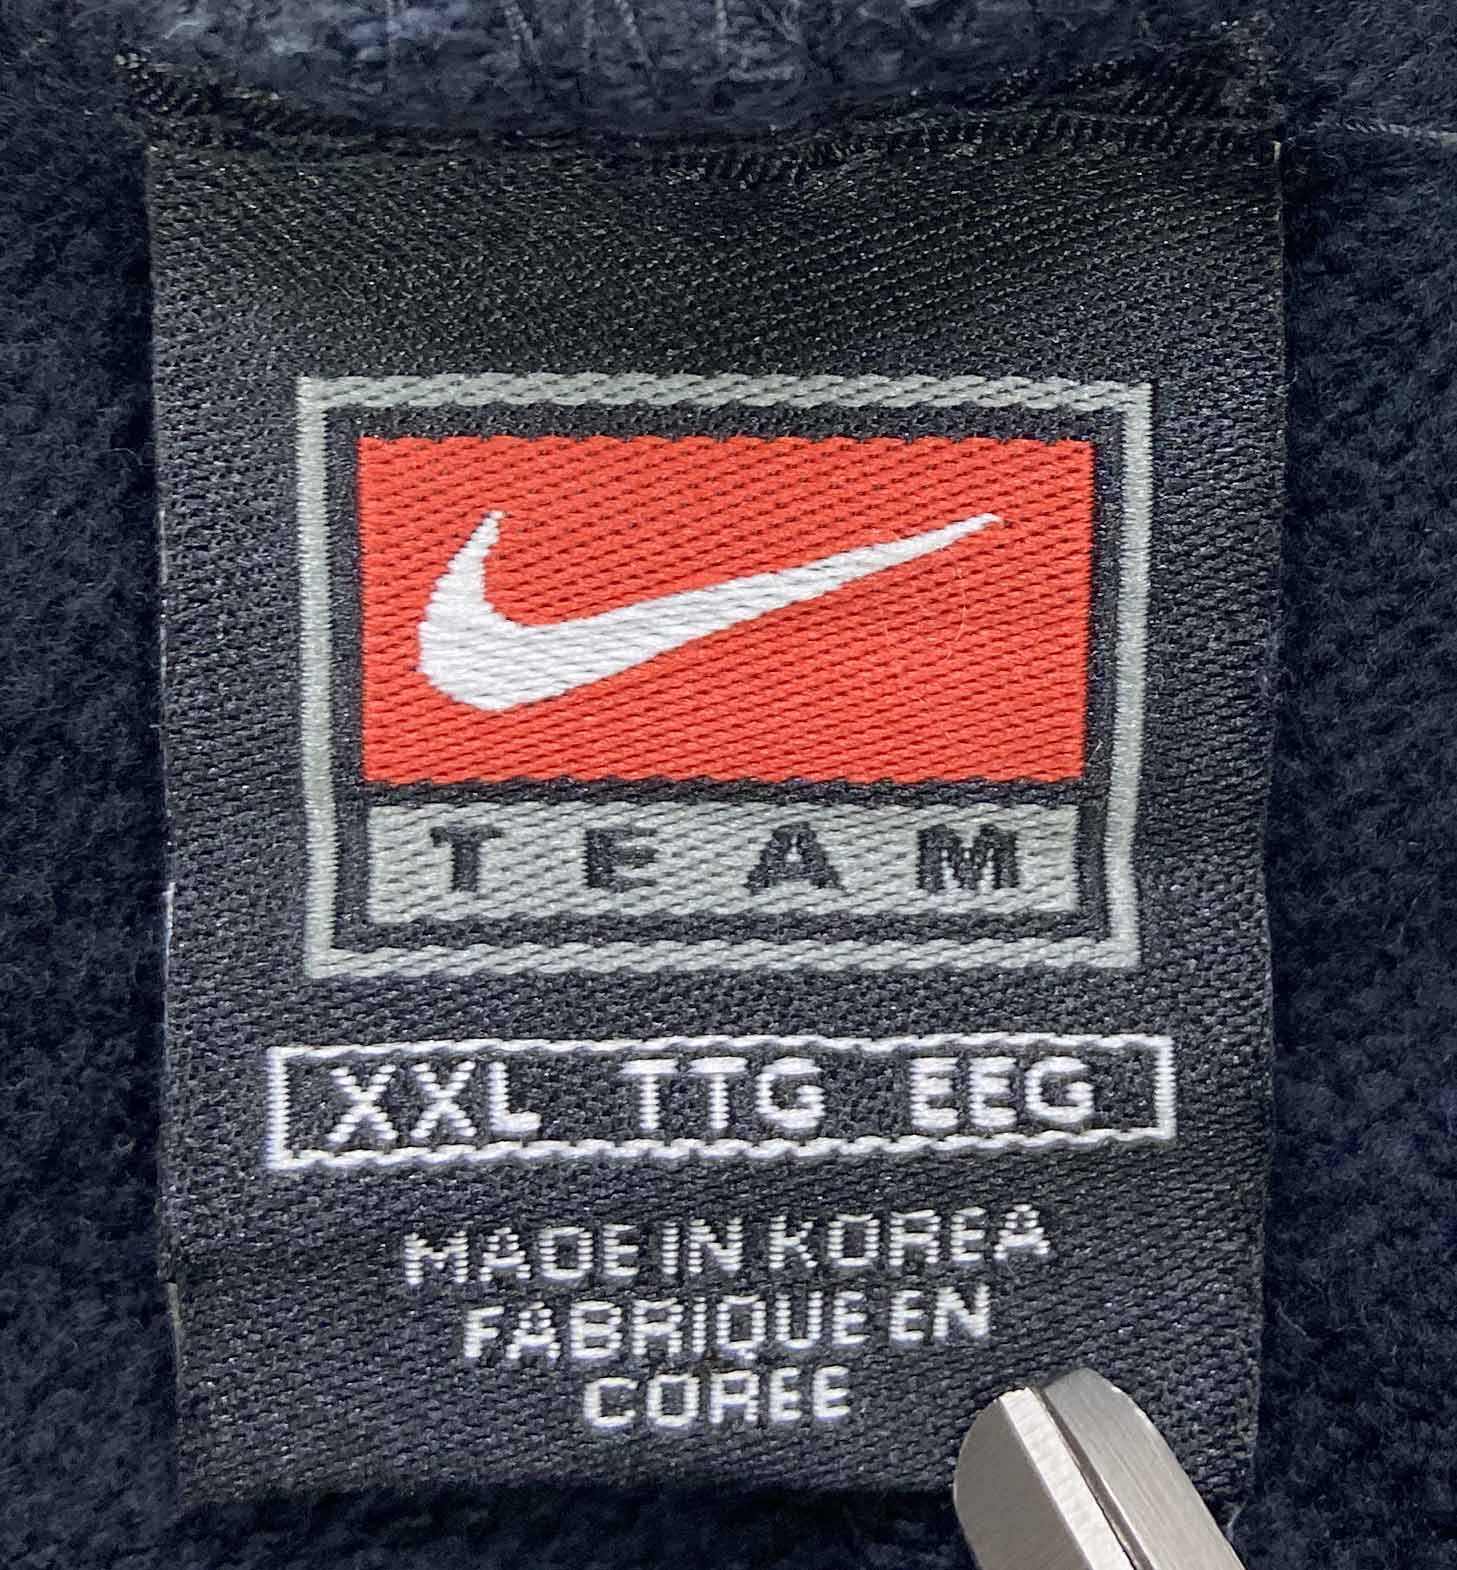 TEAM
XXL TTG EEG
MADE IN KOREA
FABRIQUE EN
COREE